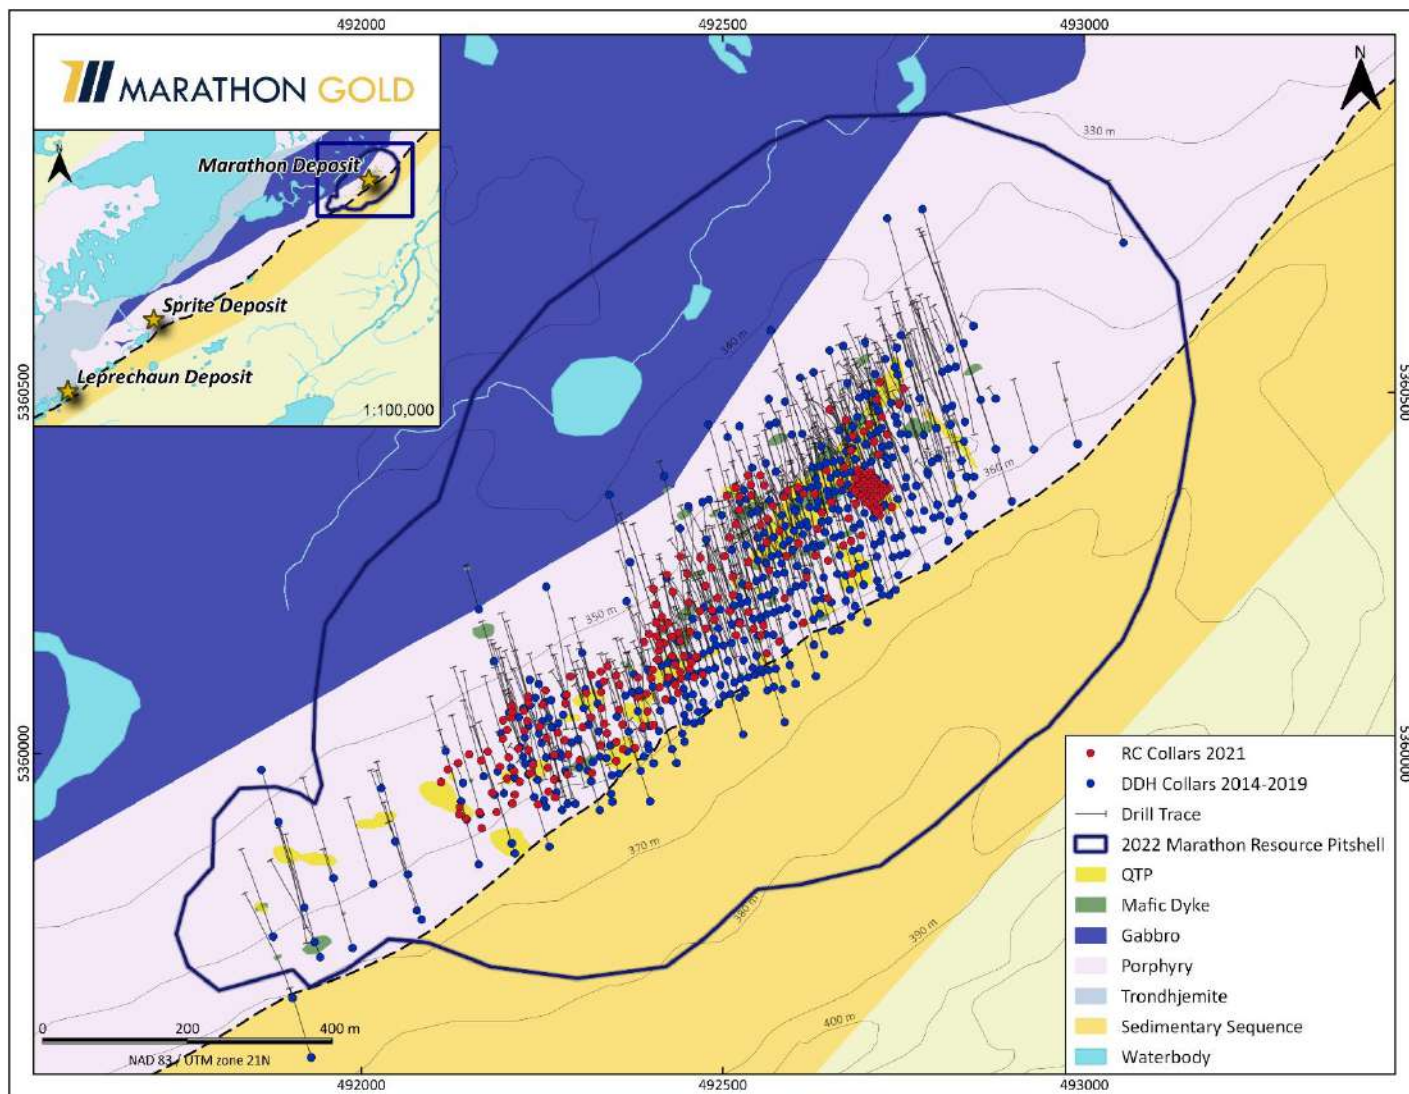 492000
492500
493000
MARATHON GOLD
N
N
330 m
Marathon Deposit
Sprite Deposit
Leprechaun Deposit
1:100,000
340 m
5360500
5360500
360 m
350 m
5360000
5360000
370 m
380 m
390 m
400 m
RC Collars 2021
DDH Collars 2014-2019
Drill Trace
2022 Marathon Resource Pitshell
QTP
Mafic Dyke
Gabbro
Porphyry
Trondhjemite
Sedimentary Sequence
Waterbody
0 200 400 m
NAD 83 / UTM zone 21N
492000
492500
493000